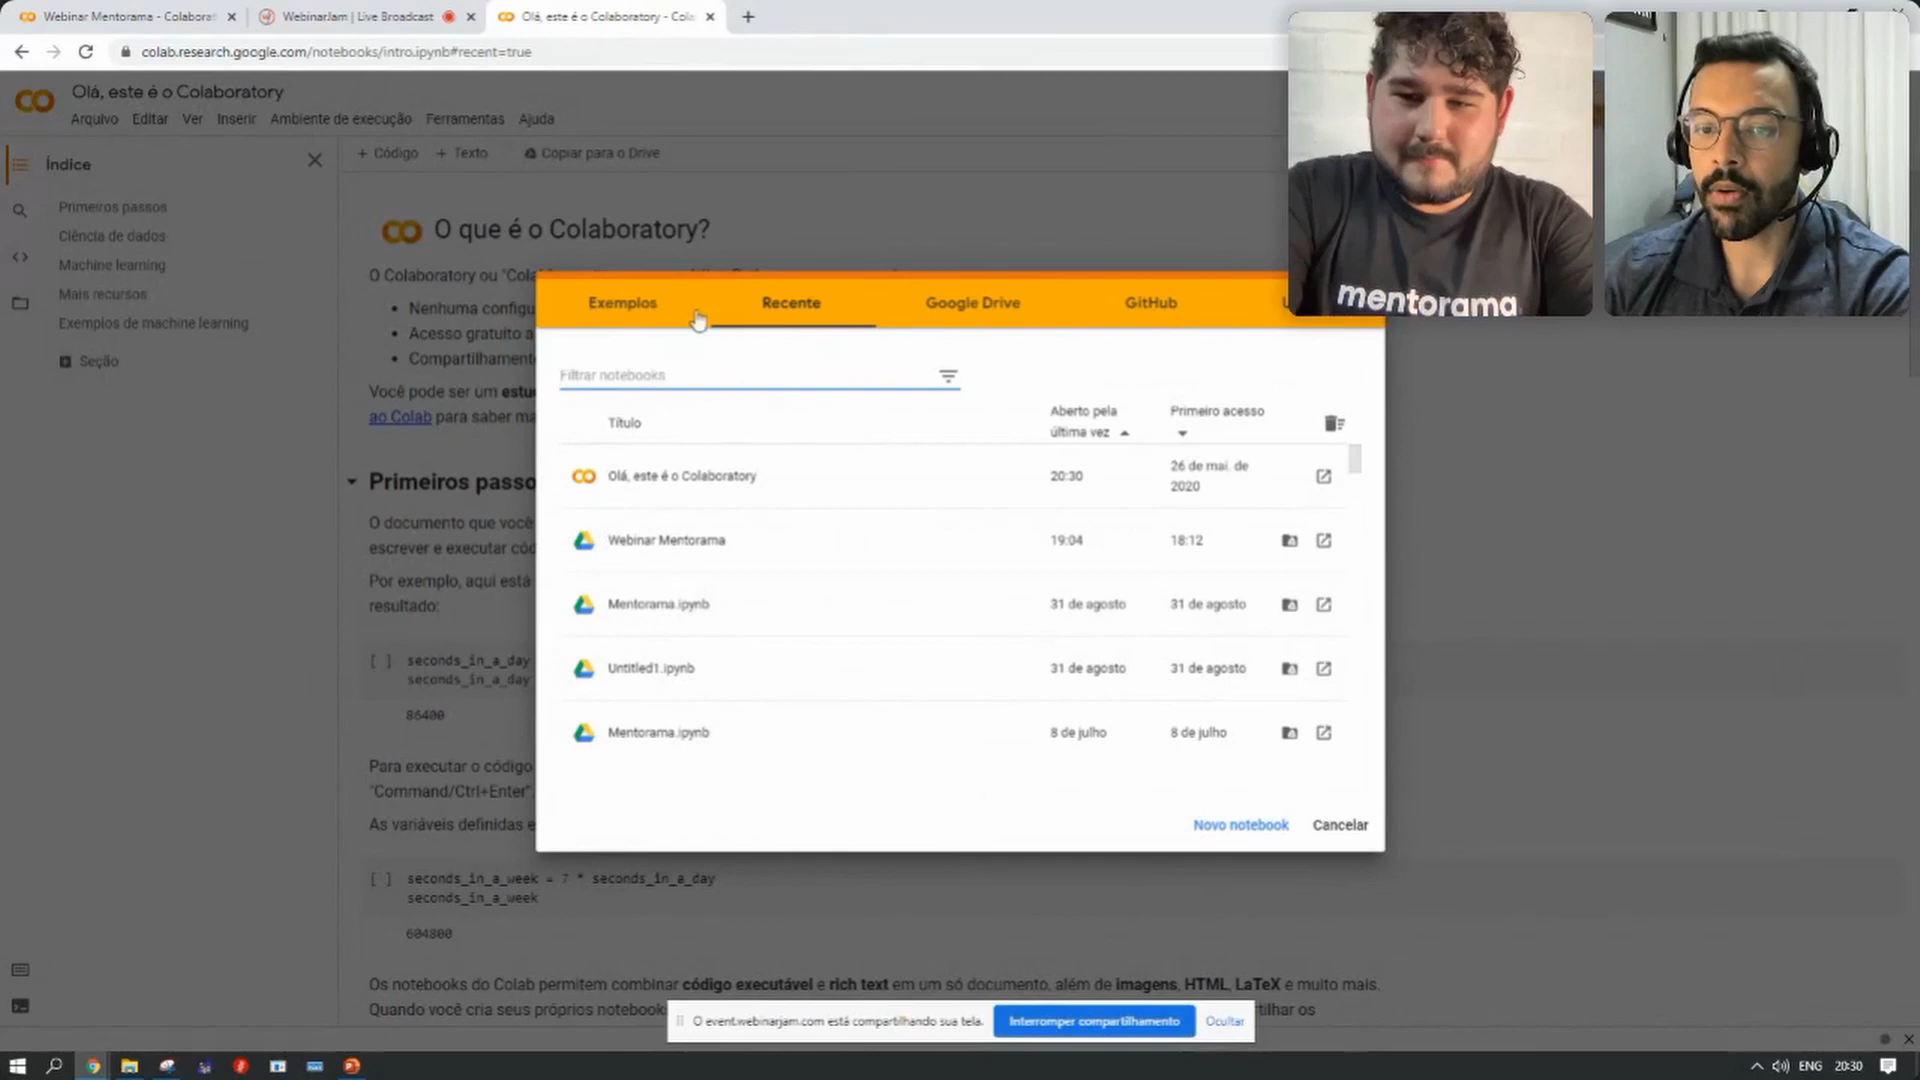 Webinar Mentorama - Colaborat
WebinarJam | Live Broadcast
Olá, este é o Colaboratory - Cola
colab.research.google.com/notebooks/intro.ipynb#recent=true
Olá, este é o Colaboratory
Arquivo Editar Ver Inserir Ambiente de execução Ferramentas Ajuda
Índice
+ Código + Texto Copiar para o Drive
Primeiros passos
Ciência de dados
Machine learning
Mais recursos
Exemplos de machine learning
Seção
O que é o Colaboratory?
O Colaboratory ou "Cola
Nenhuma configu
Acesso gratuito a
Compartilhament
Você pode ser um estu
ao Colab para saber ma
Primeiros passo
O documento que você
escrever e executar cód
Por exemplo, aqui está
resultado:
[ ] seconds_in_a_day
seconds_in_a_day
86400
Para executar o código
"Command/Ctrl+Enter".
As variáveis definidas e
[ ] seconds_in_a_week = 7 * seconds_in_a_day
seconds_in_a_week
604800
Os notebooks do Colab permitem combinar código executável e rich text em um só documento, além de imagens, HTML, LaTeX e muito mais.
Quando você cria seus próprios notebook
tilhar os
Exemplos Recente Google Drive GitHub U
Filtrar notebooks
Título Aberto pela última vez Primeiro acesso
Olá, este é o Colaboratory 20:30 26 de mai. de 2020
Webinar Mentorama 19:04 18:12
Mentorama.ipynb 31 de agosto 31 de agosto
Untitled1.ipynb 31 de agosto 31 de agosto
Mentorama.ipynb 8 de julho 8 de julho
Novo notebook Cancelar
mentorama.
O event.webinarjam.com está compartilhando sua tela. Interromper compartilhamento Ocultar
ENG 20:30